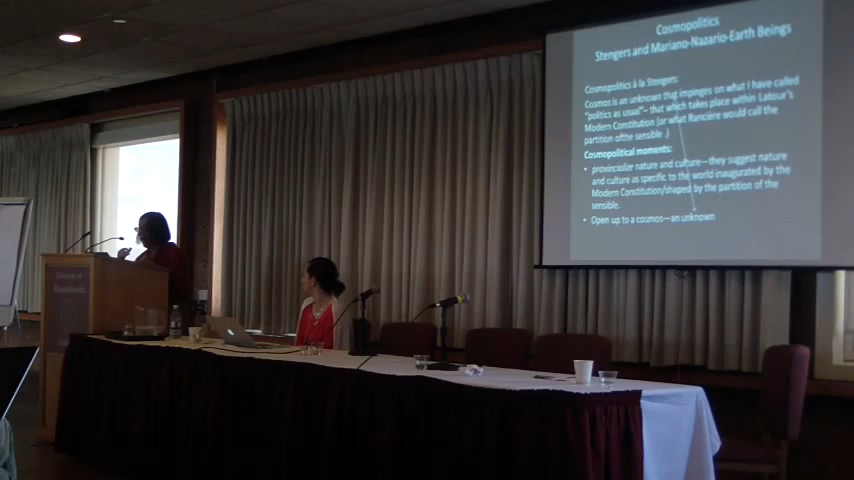 Cosmopolitics
Stengers and Mariano-Nazario-Earth Beings
Cosmopolitics à la Stengers:
Cosmos is an unknown that impinges on what I have called
"politics as usual"– that which takes place within Latour's
Modern Constitution (or what Ranciere would call the
partition ofthe sensible .)
Cosmopolitical moments:
• provincialize nature and culture—they suggest nature
and culture as specific to the world inaugurated by the
Modern Constitution/shaped by the partition of the
sensible.
• Open up to a cosmos—an unknown
University of